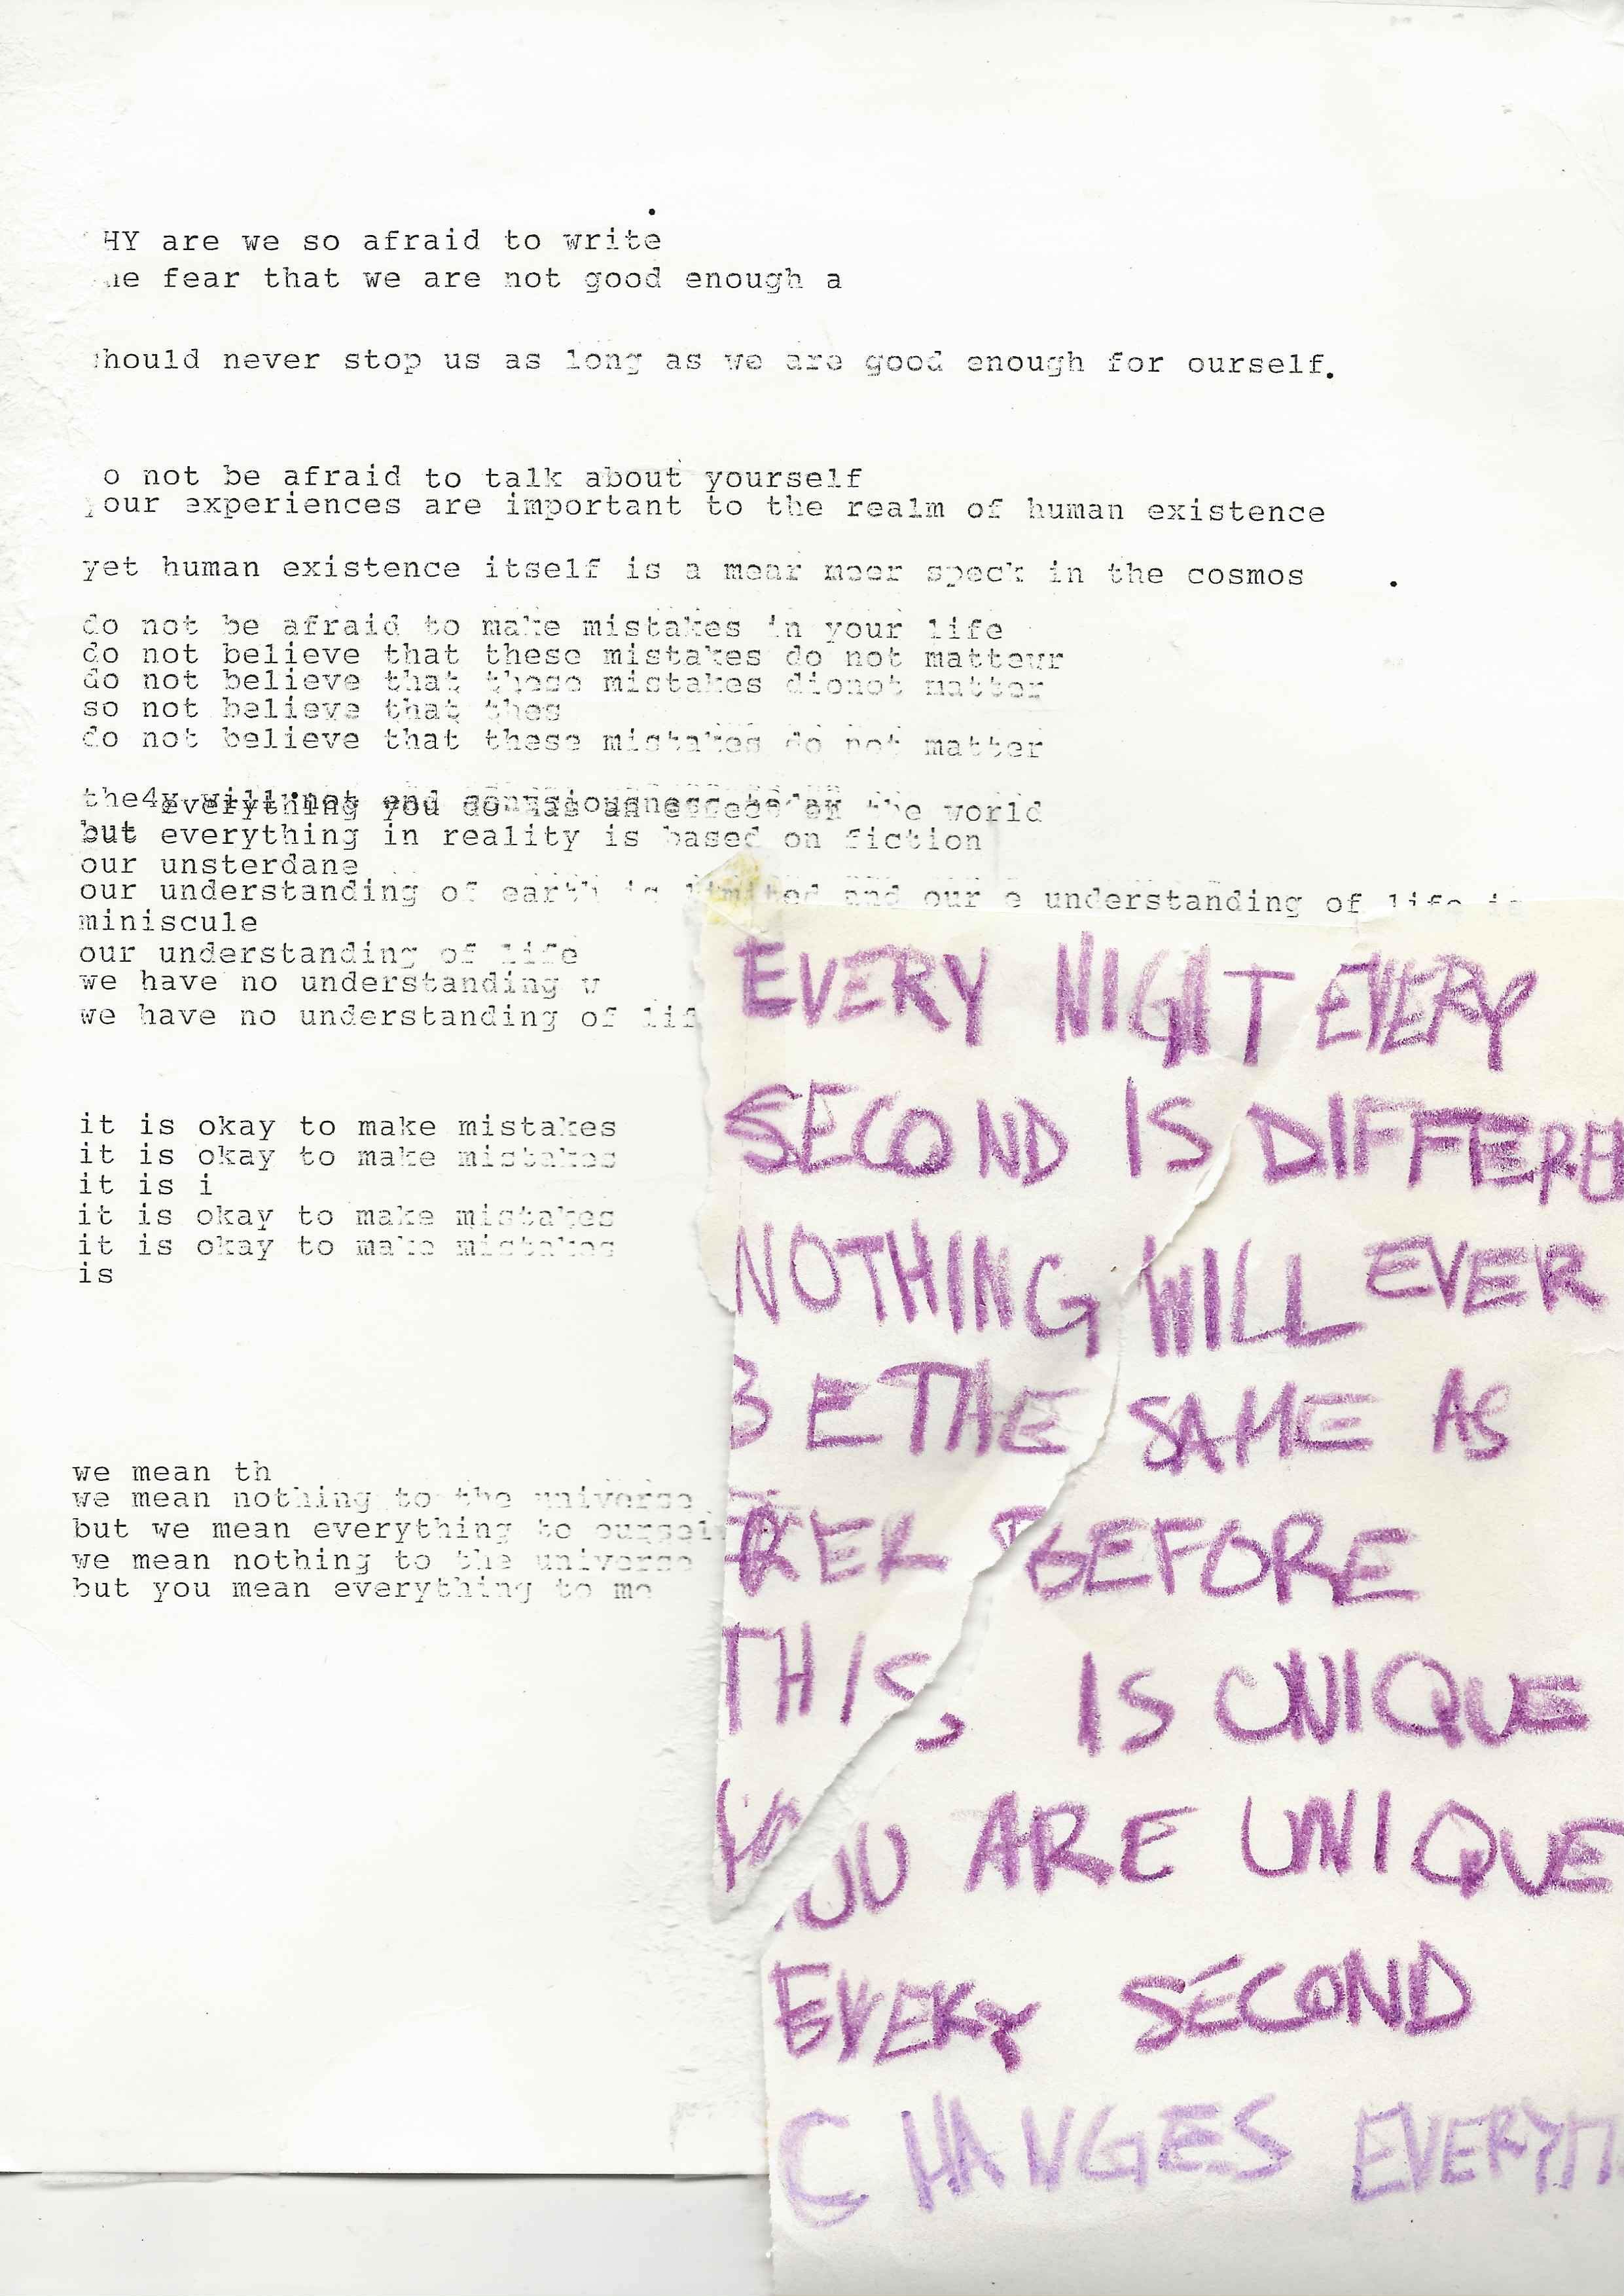 HY are we so afraid to write
he fear that we are not good enough a
should never stop us as long as we are good enough for ourself.
o not be afraid to talk about yourself
your experiences are important to the realm of human existence
yet human existence itself is a mear meer speck in the cosmos .
do not be afraid to make mistakes in your life
do not believe that these mistakes do not matteur
do not believe that these mistakes dionot matter
so not believe that thes
do not believe that these mistakes do not matter
the4y will not end consiousness today
everything you do has an effect on the world
but everything in reality is based on fiction
our unsterdane
our understanding of earth is limited and our e understanding of life is
miniscule
our understanding of life
we have no understanding w
we have no understanding of lif
it is okay to make mistakes
it is okay to make mistakes
it is i
it is okay to make mistakes
it is okay to make mistakes
is
we mean th
we mean nothing to the universe
but we mean everything to oursel
we mean nothing to the universe
but you mean everything to me
EVERY NIGHT EVERY
SECOND IS DIFFERE
NOTHING WILL EVER
BE THE SAME AS
BEFORE
THIS IS UNIQUE
YOU ARE UNIQUE
EVERY SECOND
CHANGES EVERYT